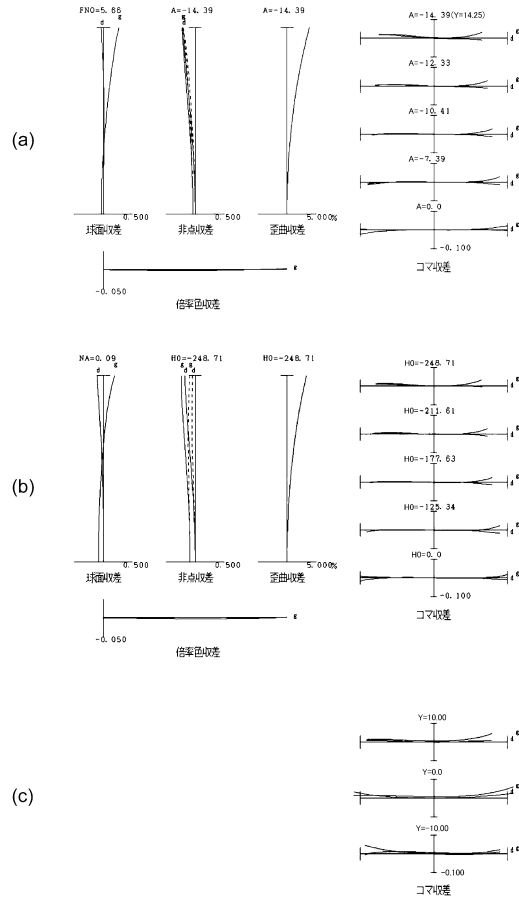 (a)
FNO=5.66
g
d
0.500
球面収差
A=-14.39
g
d
0.500
非点収差
A=-14.39
5.000%
歪曲収差
g
-0.050
倍率色収差
A=-14.39(Y=14.25)
d g
A=-12.33
d g
A=-10.41
d g
A=-7.39
d g
A=0.0
d g
-0.100
コマ収差
(b)
NA=0.09
d g
0.500
球面収差
H0=-248.71
g g
d d
0.500
非点収差
H0=-248.71
5.000%
歪曲収差
g
-0.050
倍率色収差
H0=-248.71
d g
H0=-211.61
d g
H0=-177.63
d g
H0=-125.34
d g
H0=0.0
d g
-0.100
コマ収差
(c)
Y=10.00
d g
Y=0.0
d g
Y=-10.00
d g
-0.100
コマ収差